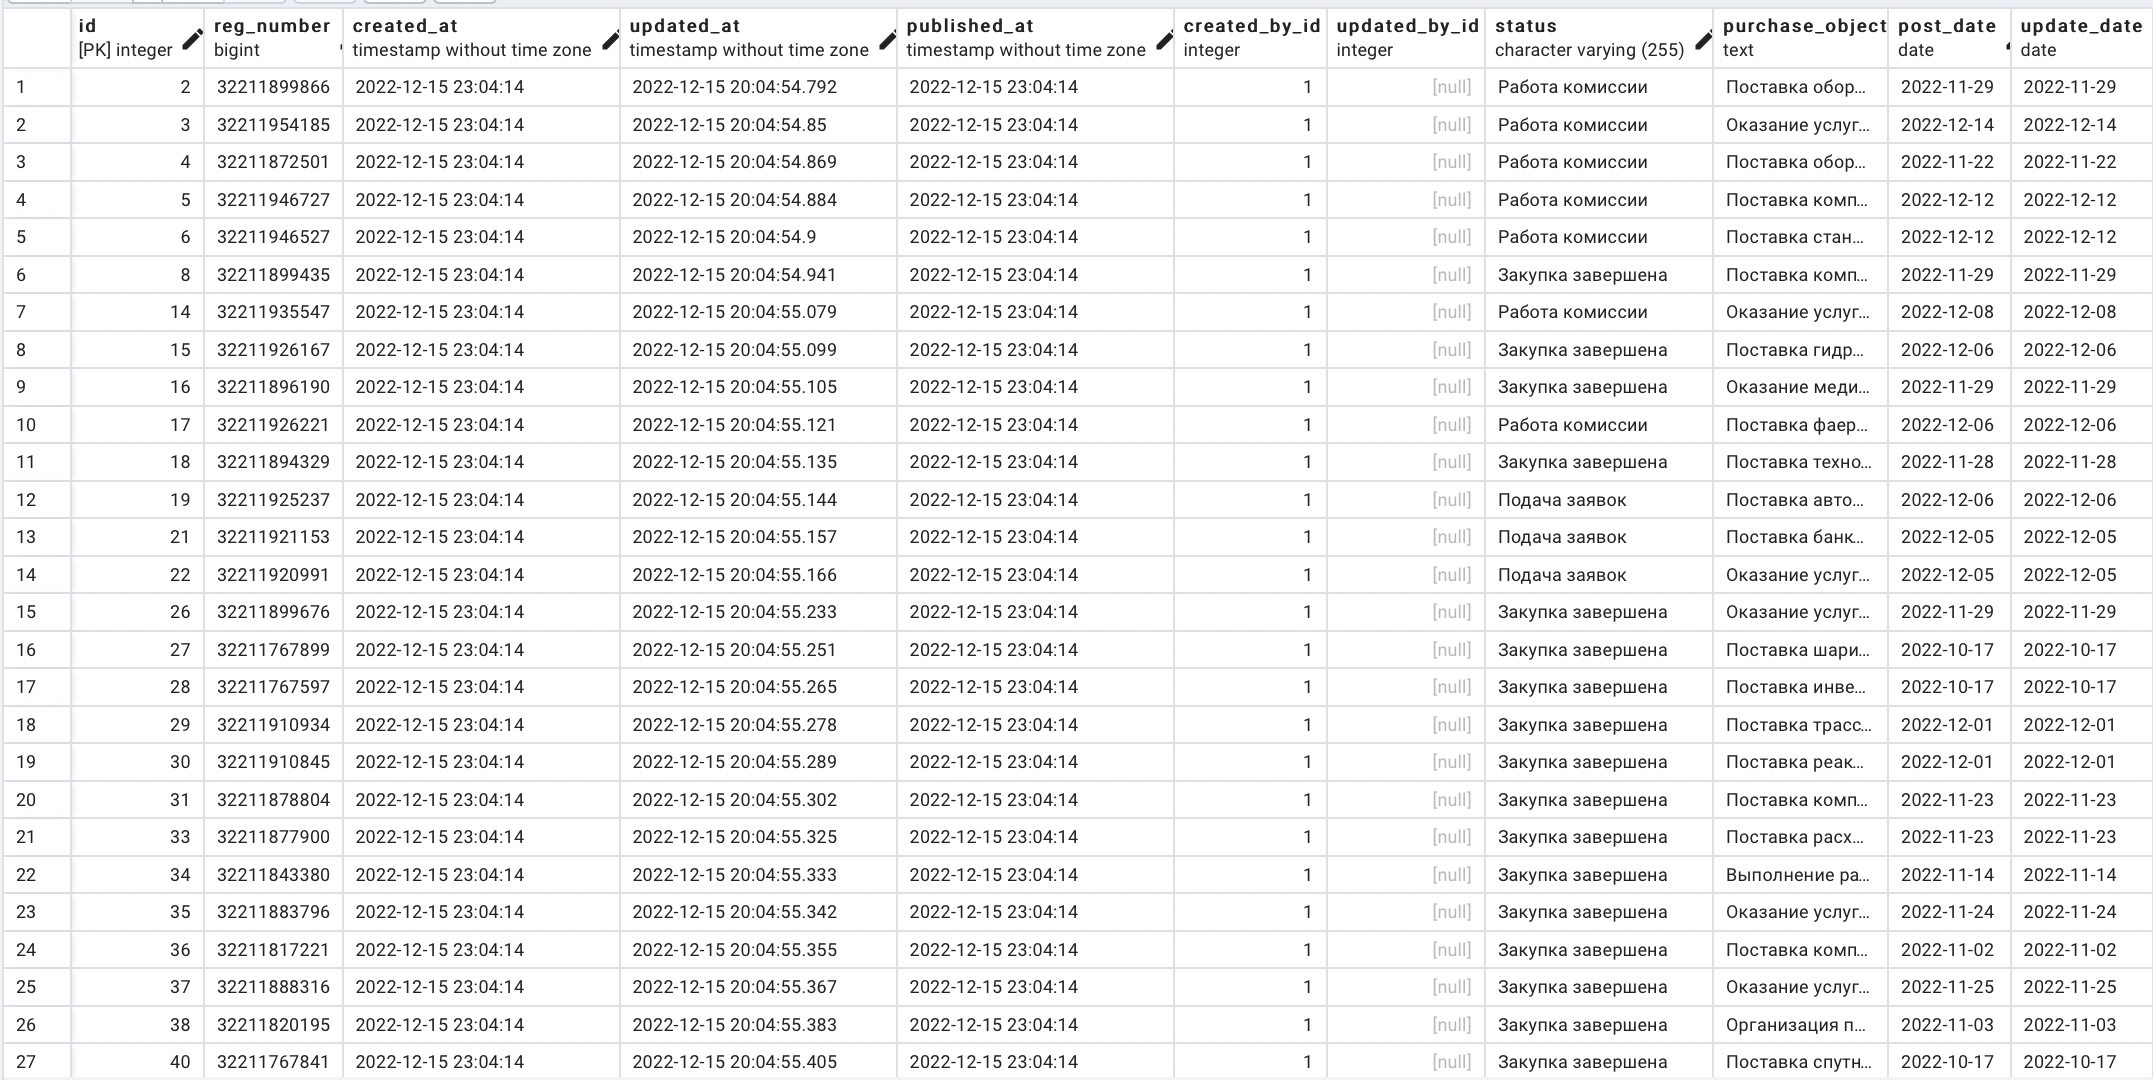 id reg_number created_at updated_at published_at created_by_id updated_by_id status purchase_object post_date update_date
[PK] integer bigint timestamp without time zone timestamp without time zone timestamp without time zone integer integer character varying (255) text date date
1 2 32211899866 2022-12-15 23:04:14 2022-12-15 20:04:54.792 2022-12-15 23:04:14 1 [null] Работа комиссии Поставка обор... 2022-11-29 2022-11-29
2 3 32211954185 2022-12-15 23:04:14 2022-12-15 20:04:54.85 2022-12-15 23:04:14 1 [null] Работа комиссии Оказание услуг... 2022-12-14 2022-12-14
3 4 32211872501 2022-12-15 23:04:14 2022-12-15 20:04:54.869 2022-12-15 23:04:14 1 [null] Работа комиссии Поставка обор... 2022-11-22 2022-11-22
4 5 32211946727 2022-12-15 23:04:14 2022-12-15 20:04:54.884 2022-12-15 23:04:14 1 [null] Работа комиссии Поставка комп... 2022-12-12 2022-12-12
5 6 32211946527 2022-12-15 23:04:14 2022-12-15 20:04:54.9 2022-12-15 23:04:14 1 [null] Работа комиссии Поставка стан... 2022-12-12 2022-12-12
6 8 32211899435 2022-12-15 23:04:14 2022-12-15 20:04:54.941 2022-12-15 23:04:14 1 [null] Закупка завершена Поставка комп... 2022-11-29 2022-11-29
7 14 32211935547 2022-12-15 23:04:14 2022-12-15 20:04:55.079 2022-12-15 23:04:14 1 [null] Работа комиссии Оказание услуг... 2022-12-08 2022-12-08
8 15 32211926167 2022-12-15 23:04:14 2022-12-15 20:04:55.099 2022-12-15 23:04:14 1 [null] Закупка завершена Поставка гидр... 2022-12-06 2022-12-06
9 16 32211896190 2022-12-15 23:04:14 2022-12-15 20:04:55.105 2022-12-15 23:04:14 1 [null] Закупка завершена Оказание меди... 2022-11-29 2022-11-29
10 17 32211926221 2022-12-15 23:04:14 2022-12-15 20:04:55.121 2022-12-15 23:04:14 1 [null] Работа комиссии Поставка фаер... 2022-12-06 2022-12-06
11 18 32211894329 2022-12-15 23:04:14 2022-12-15 20:04:55.135 2022-12-15 23:04:14 1 [null] Закупка завершена Поставка техно... 2022-11-28 2022-11-28
12 19 32211925237 2022-12-15 23:04:14 2022-12-15 20:04:55.144 2022-12-15 23:04:14 1 [null] Подача заявок Поставка авто... 2022-12-06 2022-12-06
13 21 32211921153 2022-12-15 23:04:14 2022-12-15 20:04:55.157 2022-12-15 23:04:14 1 [null] Подача заявок Поставка банк... 2022-12-05 2022-12-05
14 22 32211920991 2022-12-15 23:04:14 2022-12-15 20:04:55.166 2022-12-15 23:04:14 1 [null] Подача заявок Оказание услуг... 2022-12-05 2022-12-05
15 26 32211899676 2022-12-15 23:04:14 2022-12-15 20:04:55.233 2022-12-15 23:04:14 1 [null] Закупка завершена Оказание услуг... 2022-11-29 2022-11-29
16 27 32211767899 2022-12-15 23:04:14 2022-12-15 20:04:55.251 2022-12-15 23:04:14 1 [null] Закупка завершена Поставка шари... 2022-10-17 2022-10-17
17 28 32211767597 2022-12-15 23:04:14 2022-12-15 20:04:55.265 2022-12-15 23:04:14 1 [null] Закупка завершена Поставка инве... 2022-10-17 2022-10-17
18 29 32211910934 2022-12-15 23:04:14 2022-12-15 20:04:55.278 2022-12-15 23:04:14 1 [null] Закупка завершена Поставка трасс... 2022-12-01 2022-12-01
19 30 32211910845 2022-12-15 23:04:14 2022-12-15 20:04:55.289 2022-12-15 23:04:14 1 [null] Закупка завершена Поставка реак... 2022-12-01 2022-12-01
20 31 32211878804 2022-12-15 23:04:14 2022-12-15 20:04:55.302 2022-12-15 23:04:14 1 [null] Закупка завершена Поставка комп... 2022-11-23 2022-11-23
21 33 32211877900 2022-12-15 23:04:14 2022-12-15 20:04:55.325 2022-12-15 23:04:14 1 [null] Закупка завершена Поставка расх... 2022-11-23 2022-11-23
22 34 32211843380 2022-12-15 23:04:14 2022-12-15 20:04:55.333 2022-12-15 23:04:14 1 [null] Закупка завершена Выполнение ра... 2022-11-14 2022-11-14
23 35 32211883796 2022-12-15 23:04:14 2022-12-15 20:04:55.342 2022-12-15 23:04:14 1 [null] Закупка завершена Оказание услуг... 2022-11-24 2022-11-24
24 36 32211817221 2022-12-15 23:04:14 2022-12-15 20:04:55.355 2022-12-15 23:04:14 1 [null] Закупка завершена Поставка комп... 2022-11-02 2022-11-02
25 37 32211888316 2022-12-15 23:04:14 2022-12-15 20:04:55.367 2022-12-15 23:04:14 1 [null] Закупка завершена Оказание услуг... 2022-11-25 2022-11-25
26 38 32211820195 2022-12-15 23:04:14 2022-12-15 20:04:55.383 2022-12-15 23:04:14 1 [null] Закупка завершена Организация п... 2022-11-03 2022-11-03
27 40 32211767841 2022-12-15 23:04:14 2022-12-15 20:04:55.405 2022-12-15 23:04:14 1 [null] Закупка завершена Поставка спутн... 2022-10-17 2022-10-17